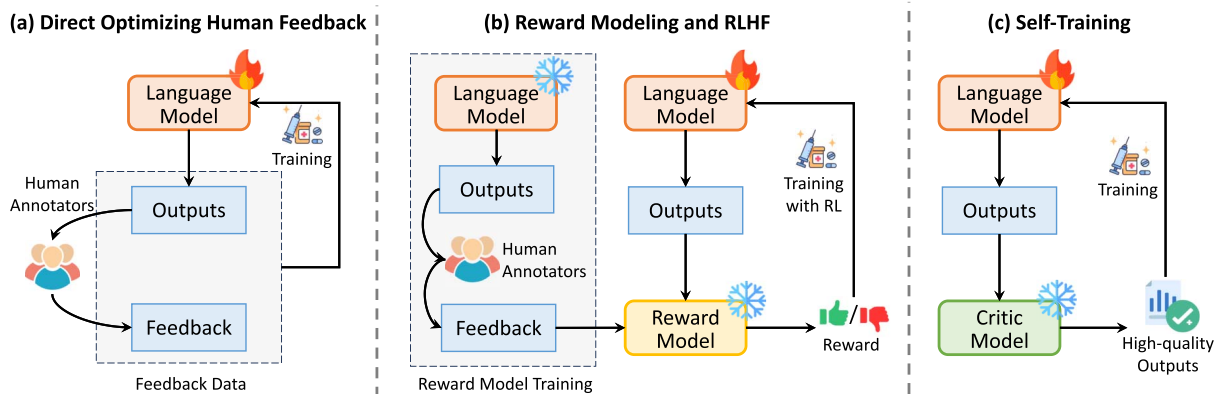 (a) Direct Optimizing Human Feedback
Language
Model
Training
Human
Annotators
Outputs
Feedback
Feedback Data
(b) Reward Modeling and RLHF
Language
Model
Outputs
Human
Annotators
Feedback
Reward Model Training
Language
Model
Training
with RL
Outputs
Reward
Model
/
Reward
(c) Self-Training
Language
Model
Training
Outputs
Critic
Model
High-quality
Outputs